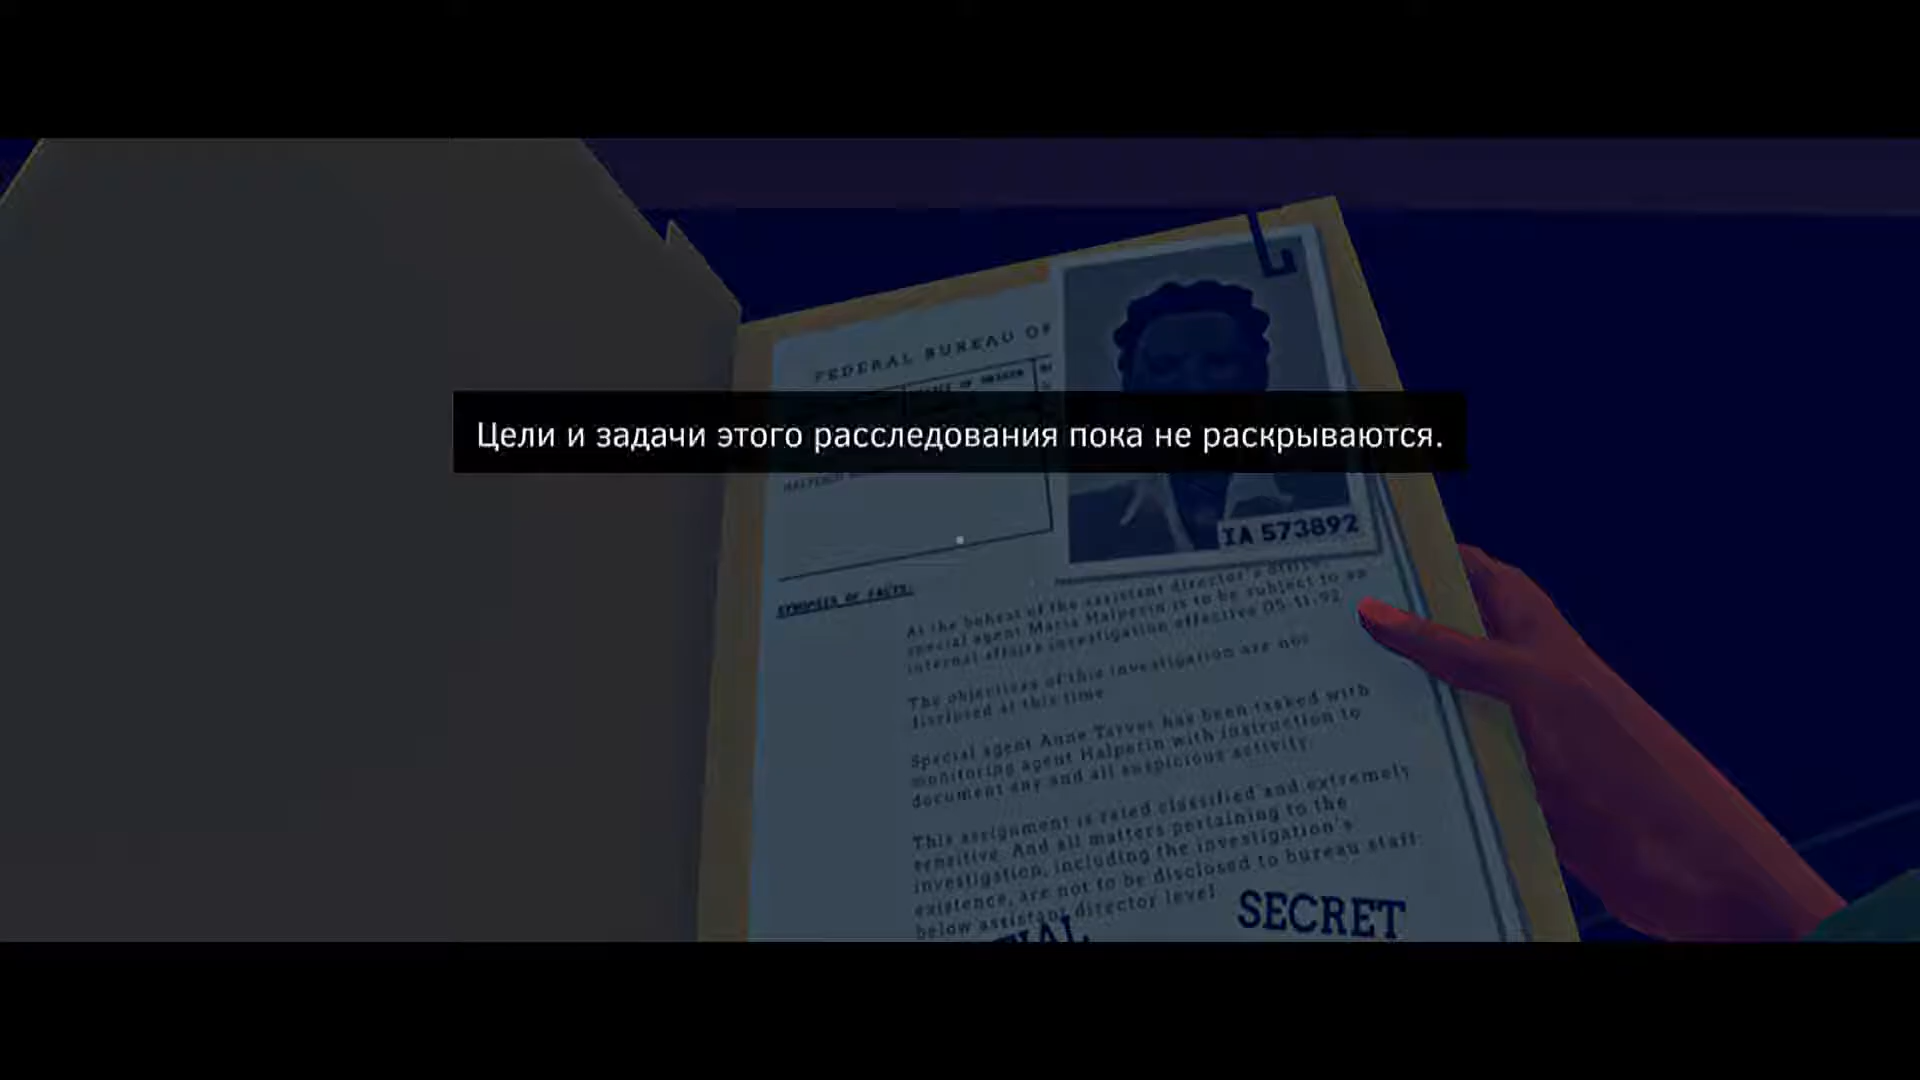 FEDERAL BUREAU OF
OF ORIGIN
Цели и задачи этого расследования пока не раскрываются.
IA 573892
SYNOPSIS OF FACTS:
At the behest of the assistant director's office,
special agent Maria Halperin is to be subject to an
internal affairs investigation effective 05.11.92
The objectives of this investigation are not
disclosed at this time
Special agent Anne Tarver has been tasked with
monitoring agent Halperin with instruction to
document any and all suspicious activity.
This assignment is rated classified and extremely
sensitive. And all matters pertaining to the
investigation, including the investigation's
existence, are not to be disclosed to bureau staff
below assistant director level
SECRET